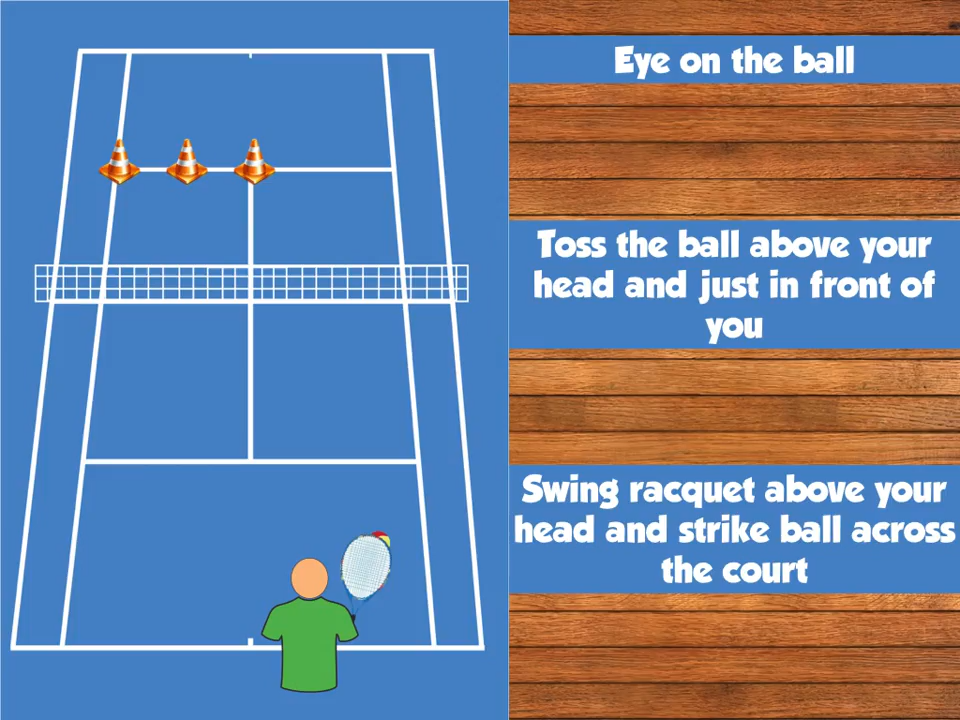 Eye on the ball
Toss the ball above your
head and just in front of
you
Swing racquet above your
head and strike ball across
the court